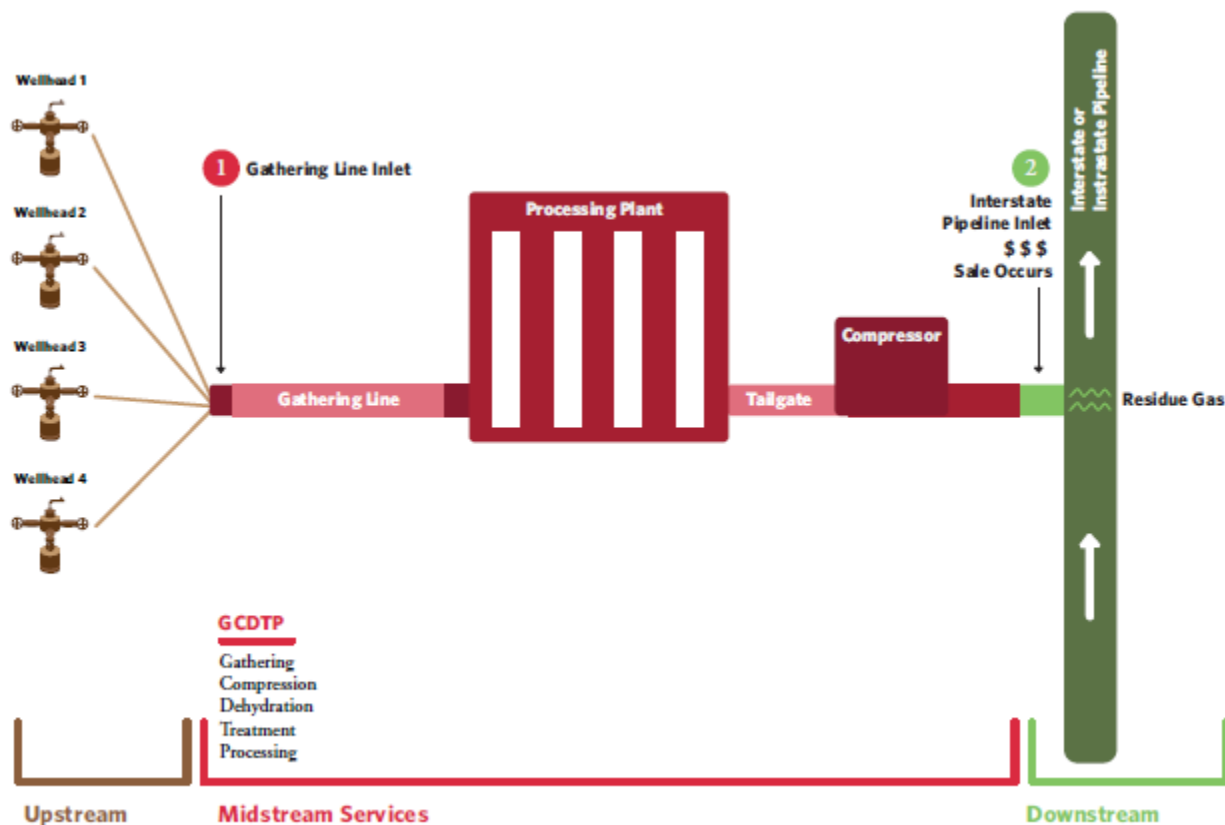 Wellhead 1
1 Gathering Line Inlet
Wellhead 2
Wellhead 3
Wellhead 4
Gathering Line
Processing Plant
Tailgate
Compressor
2
Interstate
Pipeline Inlet
$ $ $
Sale Occurs
Interstate or
Instrastate Pipeline
Residue Gas
GCDTP
Gathering
Compression
Dehydration
Treatment
Processing
Upstream
Midstream Services
Downstream